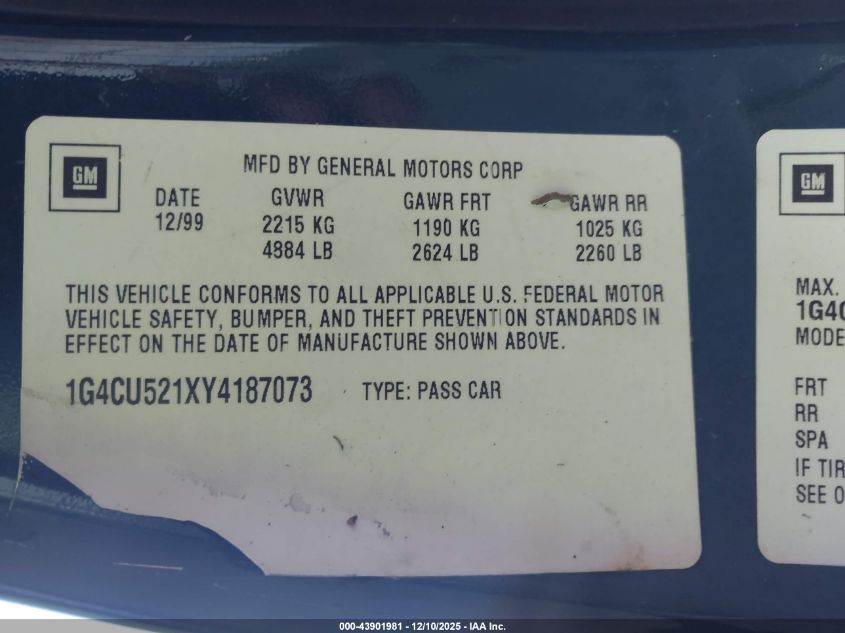 GM
MFD BY GENERAL MOTORS CORP
DATE GVWR GAWR FRT GAWR RR
12/99 2215 KG 1190 KG 1025 KG
4884 LB 2624 LB 2260 LB
THIS VEHICLE CONFORMS TO ALL APPLICABLE U.S. FEDERAL MOTOR
VEHICLE SAFETY, BUMPER, AND THEFT PREVENTION STANDARDS IN
EFFECT ON THE DATE OF MANUFACTURE SHOWN ABOVE.
1G4CU521XY4187073 TYPE: PASS CAR
GM
MAX.
1G4C
MODE
FRT
RR
SPA
IF TIR
SEE O
000-43901981 - 12/10/2025 - IAA Inc.